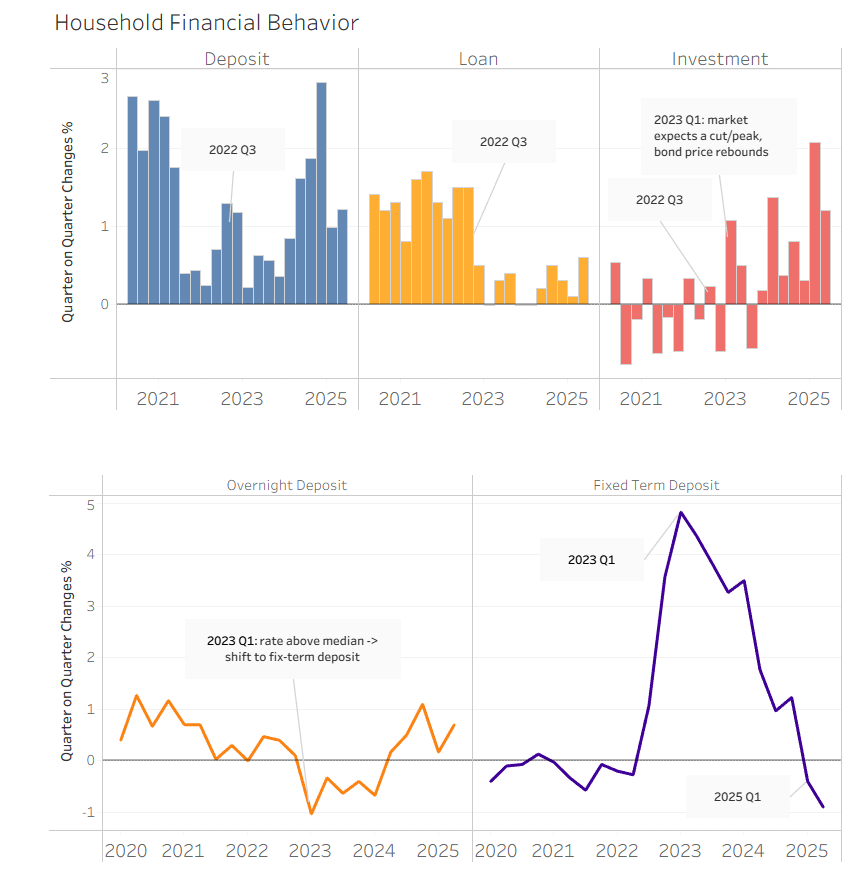 Household Financial Behavior
Deposit
Loan
Investment
Quarter on Quarter Changes %
3
2
1
0
2022 Q3
2022 Q3
2023 Q1: market
expects a cut/peak,
bond price rebounds
2022 Q3
2021 2023 2025
2021 2023 2025
2021 2023 2025
Overnight Deposit
Fixed Term Deposit
Quarter on Quarter Changes %
5
4
3
2
1
0
-1
2023 Q1: rate above median ->
shift to fix-term deposit
2023 Q1
2025 Q1
2020 2021 2022 2023 2024 2025
2020 2021 2022 2023 2024 2025